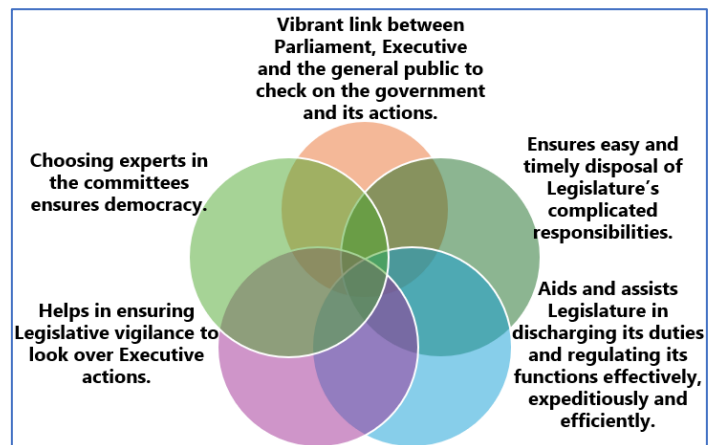 Vibrant link between
Parliament, Executive
and the general public to
check on the government
and its actions.
Ensures easy and
timely disposal of
Legislature's
complicated
responsibilities.
Aids and assists
Legislature in
discharging its duties
and regulating its
functions effectively,
expeditiously and
efficiently.
Helps in ensuring
Legislative vigilance to
look over Executive
actions.
Choosing experts in
the committees
ensures democracy.